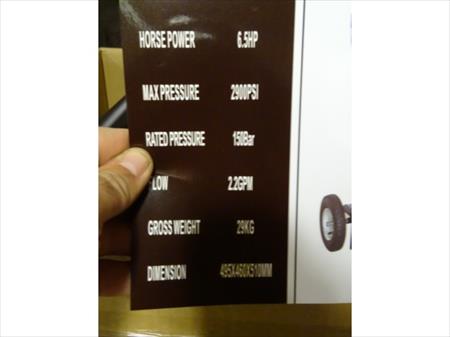 HORSE POWER 6.5HP
MAX PRESSURE 2900PSI
RATED PRESSURE 150Bar
LOW 2.2GPM
GROSS WEIGHT 29KG
DIMENSION 495X460X510MM